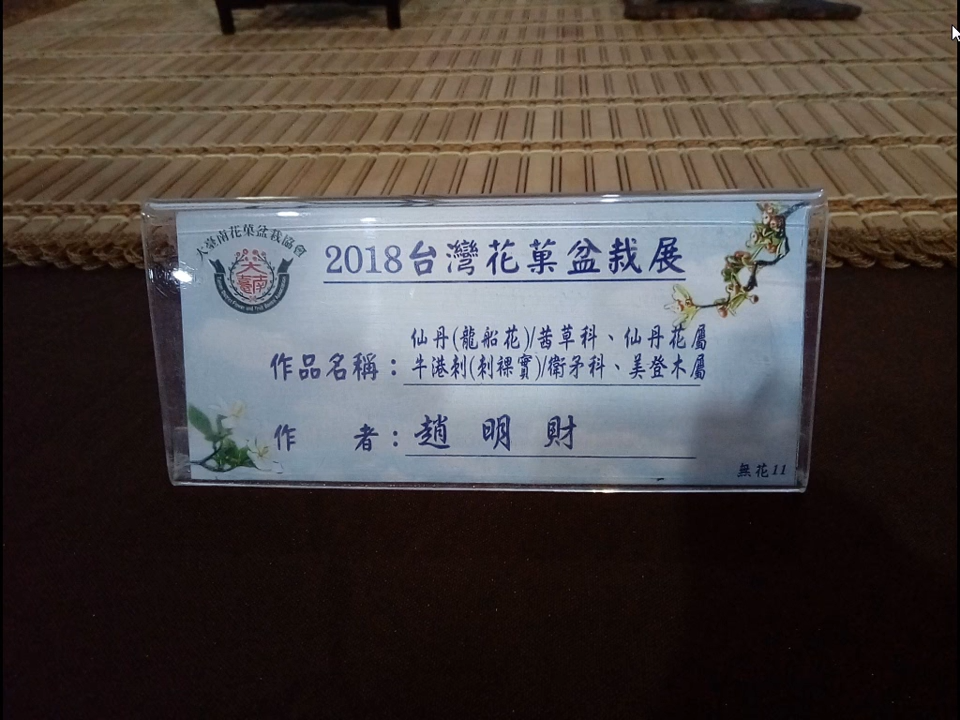 大臺南花菓盆栽協會
大臺南
2018台灣花菓盆栽展
作品名稱：仙丹(龍船花)/茜草科、仙丹花屬
牛港刺(刺裸實)/衛矛科、美登木屬
作者：趙明財
無花11